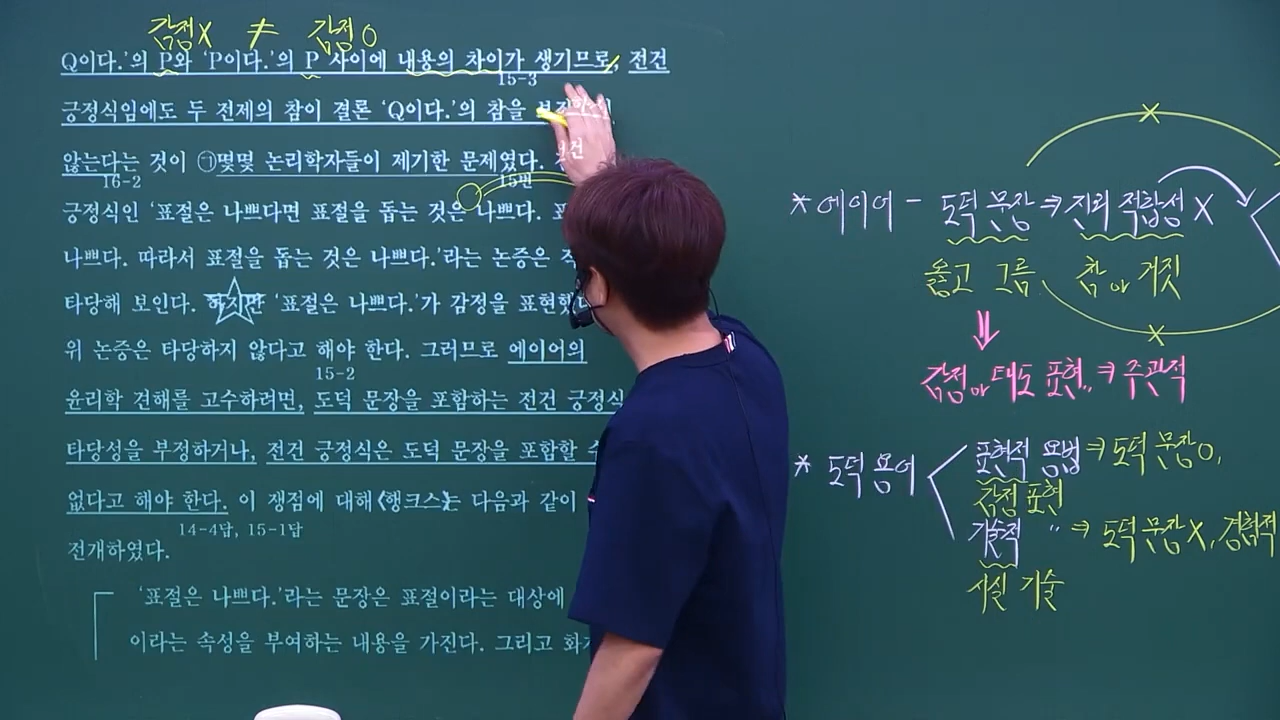 감정X ≠ 감정O
Q이다.’의 P와 ‘P이다.’의 P 사이에 내용의 차이가 생기므로, 전건
15-3
긍정식임에도 두 전제의 참이 결론 ‘Q이다.’의 참을
않는다는 것이 ㉠몇몇 논리학자들이 제기한 문제였다.
16-2
15번
긍정식인 ‘표절은 나쁘다면 표절을 돕는 것은 나쁘다.
나쁘다. 따라서 표절을 돕는 것은 나쁘다.’라는 논증은
타당해 보인다. 하지만 ‘표절은 나쁘다.’가 감정을
위 논증은 타당하지 않다고 해야 한다. 그러므로 에이어의
15-2
윤리학 견해를 고수하려면, 도덕 문장을 포함하는 전건 긍정식
타당성을 부정하거나, 전건 긍정식은 도덕 문장을 포함할
없다고 해야 한다. 이 쟁점에 대해 <행크스>는 다음과 같이
14-4답, 15-1답
전개하였다.
‘표절은 나쁘다.’라는 문장은 표절이라는 대상에
이라는 속성을 부여하는 내용을 가진다. 그리고
* 에이어 - 도덕 문장 ⇒ 진위 적합성 X
옳고 그름 참 or 거짓
감정 or 태도 표현 ⇒ 주관적
* 도덕 용어
표현적 용법 ⇒ 도덕 문장O,
감정 표현
기술적 〃 ⇒ 도덕 문장X, 경험적
사실 기술